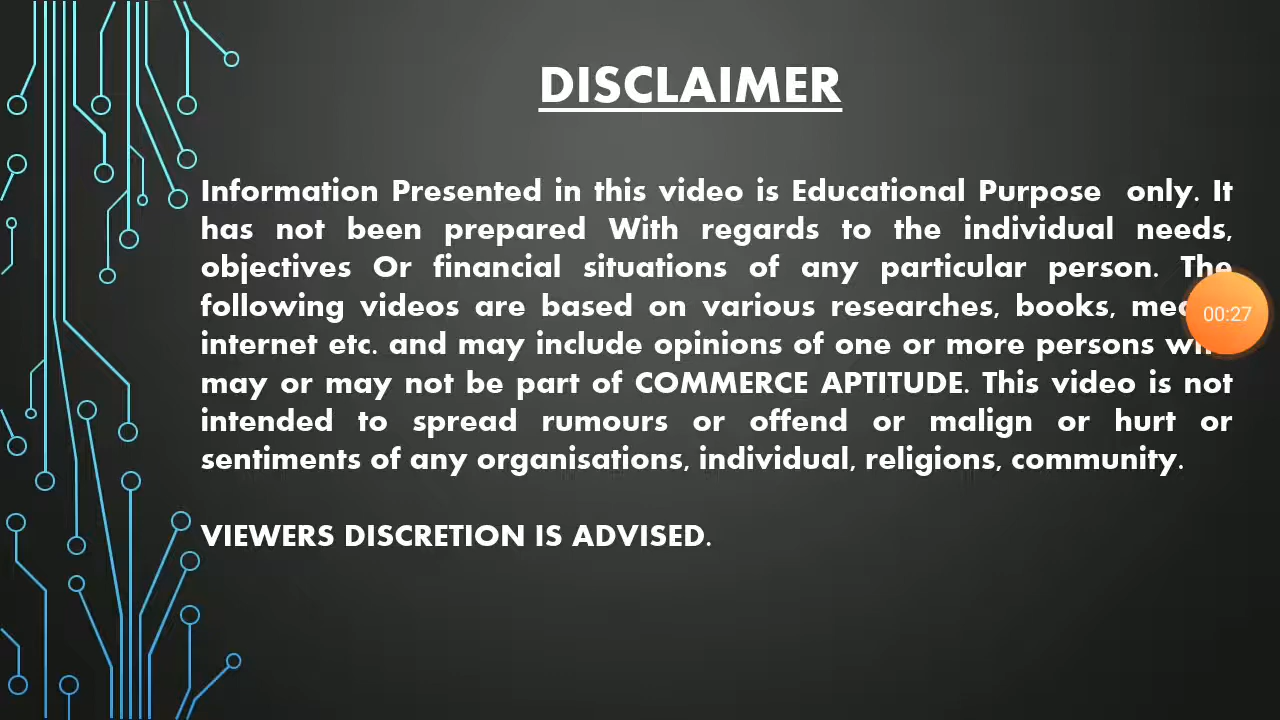 DISCLAIMER
Information Presented in this video is Educational Purpose only. It
has not been prepared With regards to the individual needs,
objectives Or financial situations of any particular person. The
following videos are based on various researches, books,
internet etc. and may include opinions of one or more persons
may or may not be part of COMMERCE APTITUDE. This video is not
intended to spread rumours or offend or malign or hurt or
sentiments of any organisations, individual, religions, community.
VIEWERS DISCRETION IS ADVISED.
00:27